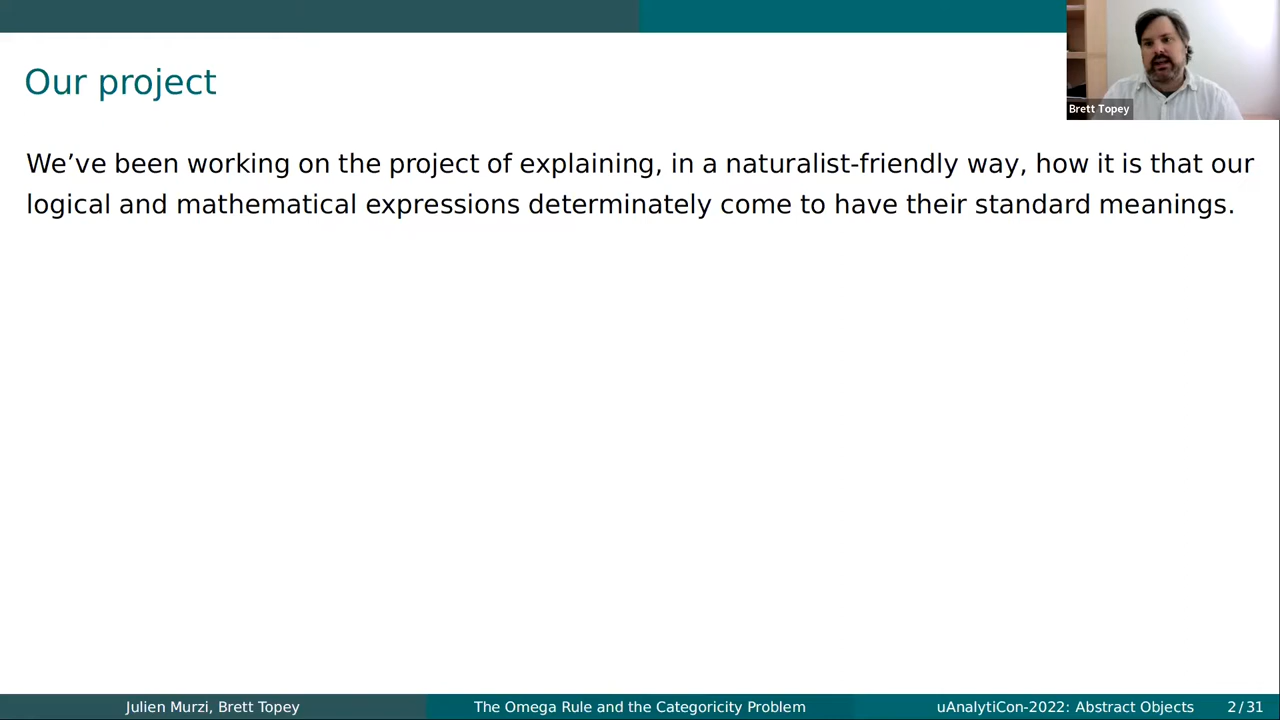 Our project
Brett Topey
We’ve been working on the project of explaining, in a naturalist-friendly way, how it is that our
logical and mathematical expressions determinately come to have their standard meanings.
Julien Murzi, Brett Topey
The Omega Rule and the Categoricity Problem
uAnalytiCon-2022: Abstract Objects
2/31